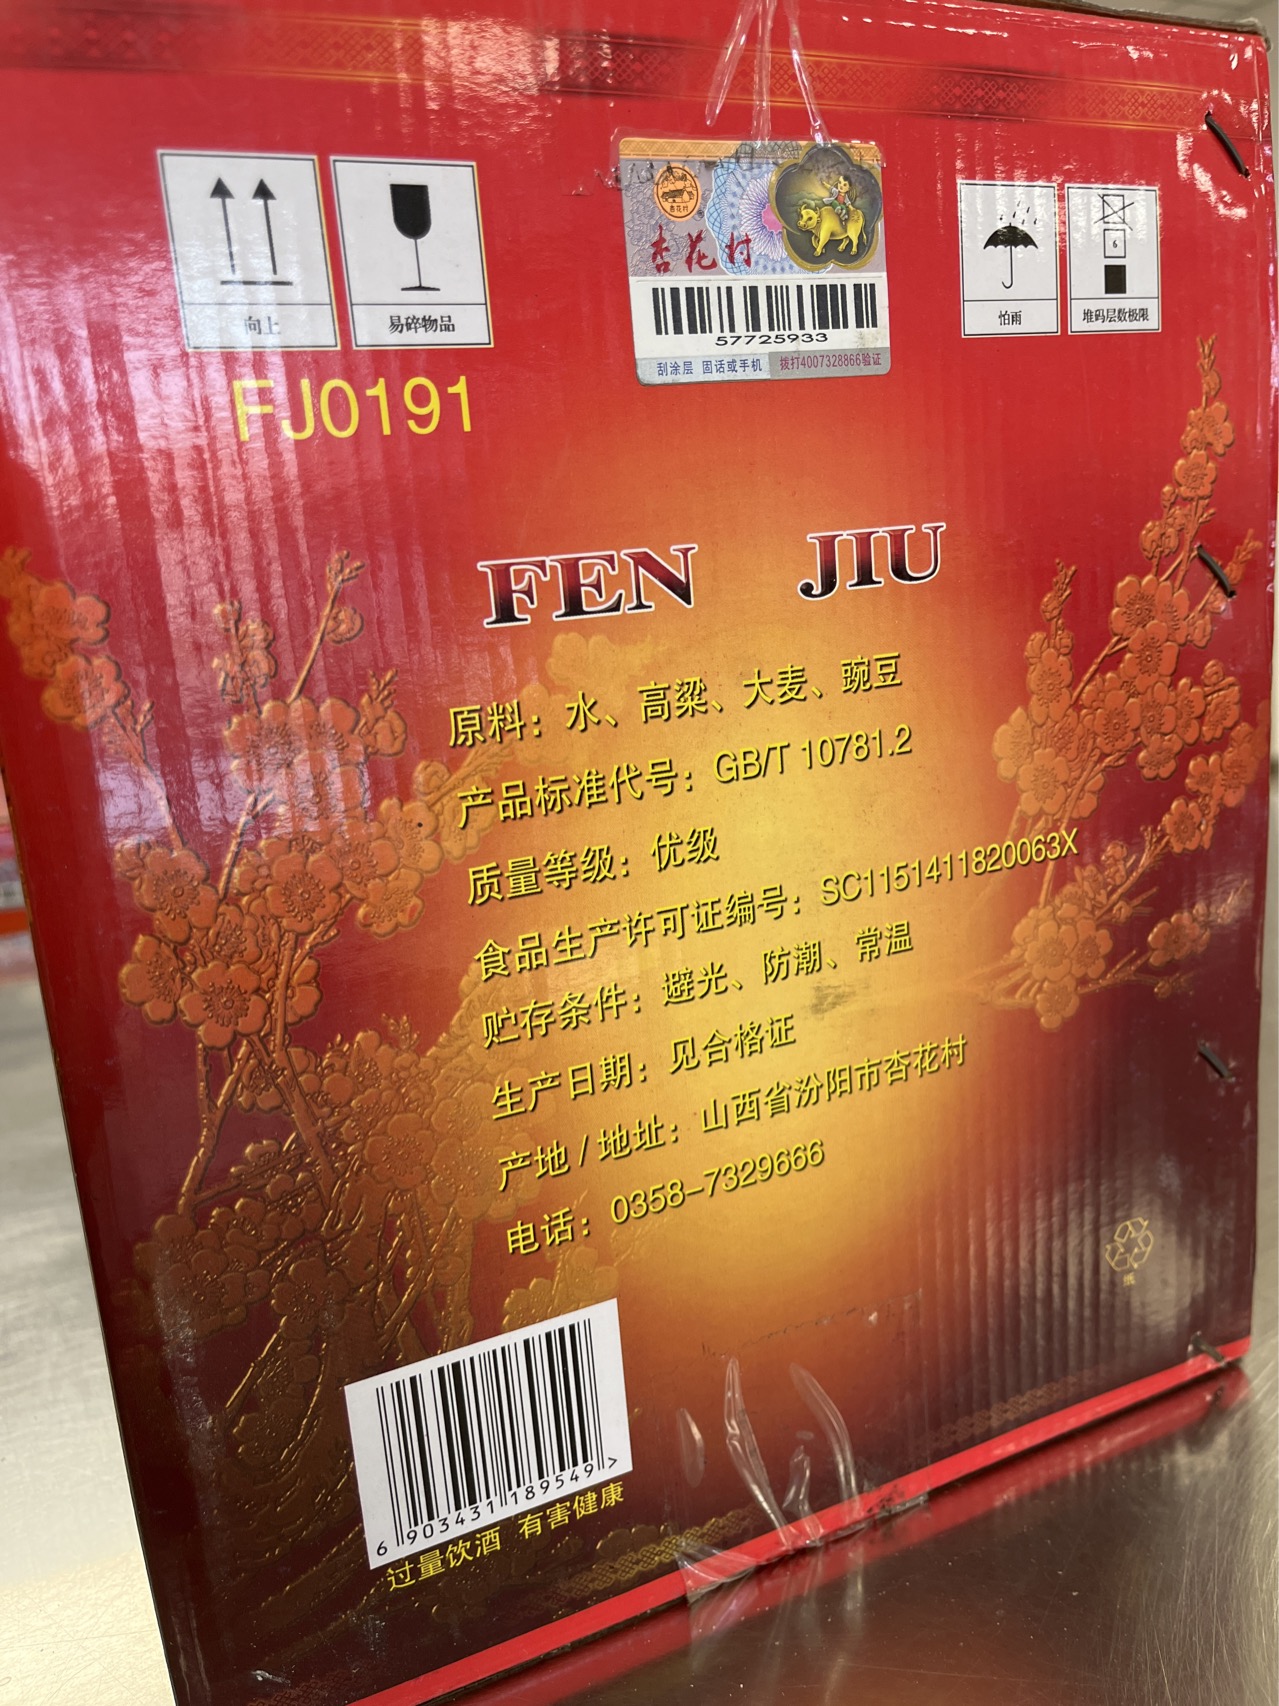 向上
易碎物品
杏花村
杏花村
57725933
刮涂层 固话或手机 拨打4007328866验证
怕雨
6
堆码层数极限
FJ0191
FEN JIU
原料：水、高粱、大麦、豌豆
产品标准代号：GB/T 10781.2
质量等级：优级
食品生产许可证编号：SC1151411820063X
贮存条件：避光、防潮、常温
生产日期：见合格证
产地 / 地址：山西省汾阳市杏花村
电话：0358-7329666
纸
6 903431 189549 >
过量饮酒 有害健康